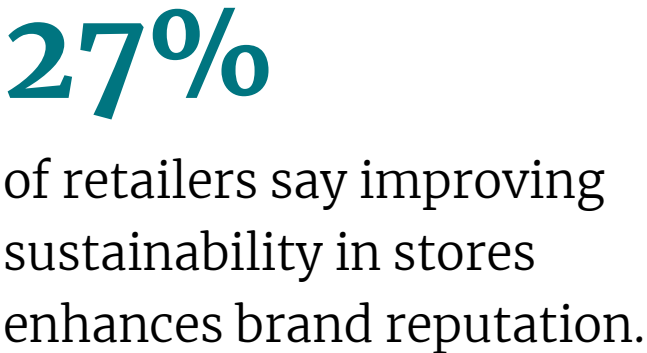 27%
of retailers say improving
sustainability in stores
enhances brand reputation.